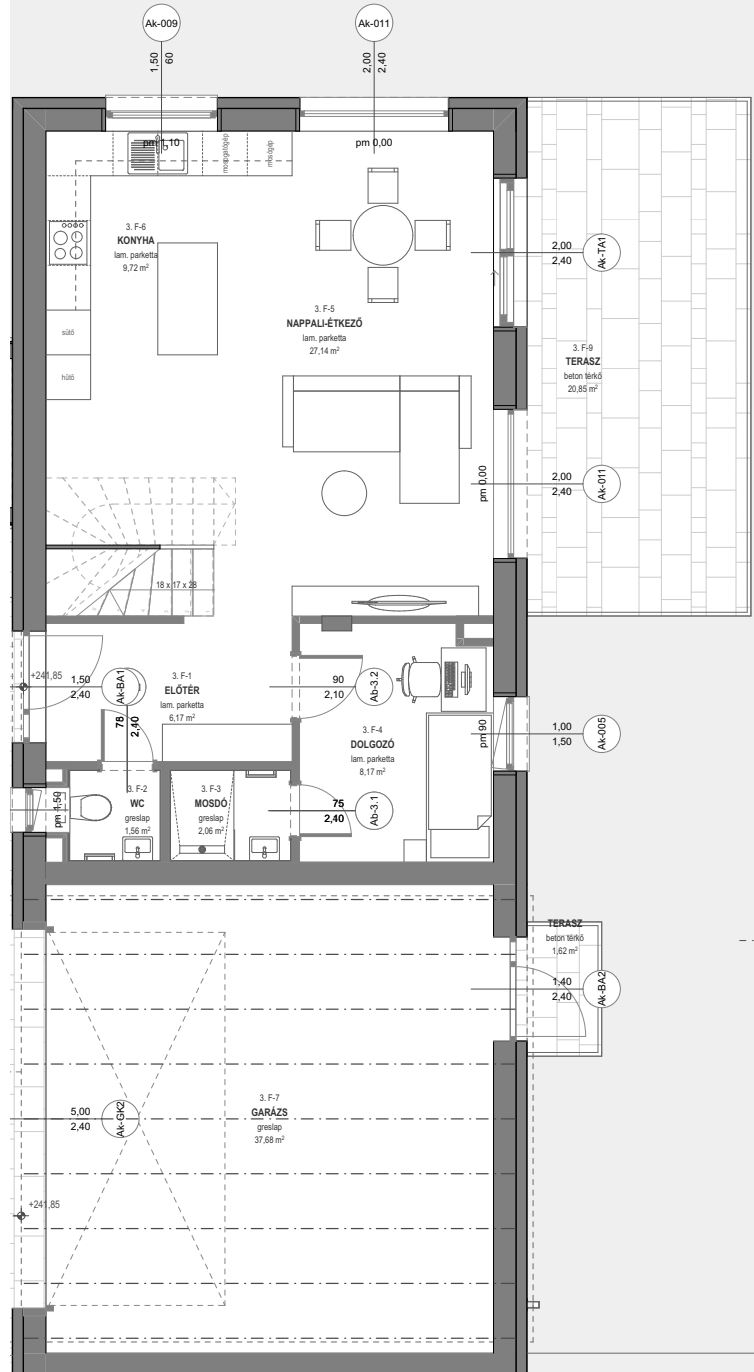 Ak-009
Ak-011
1,50
60
2,00
2,40
pm 1,10
mosogatógép
mosógép
pm 0,00
3. F-6
KONYHA
lam. parketta
9,72 m²
2,00
2,40
Ak-TA1
3. F-5
NAPPALI-ÉTKEZŐ
lam. parketta
27,14 m²
sütő
hűtő
3. F-9
TERASZ
beton térkő
20,85 m²
pm 0,00
2,00
2,40
Ak-011
18 x 17 x 28
+241,85
1,50
2,40
Ak-BA1
3. F-1
ELŐTÉR
lam. parketta
6,17 m²
90
2,10
Ab-3.2
78
2,40
3. F-4
DOLGOZÓ
lam. parketta
8,17 m²
pm 90
1,00
1,50
Ak-005
pm 1,50
3. F-2
WC
greslap
1,56 m²
3. F-3
MOSDÓ
greslap
2,06 m²
75
2,40
Ab-3.1
TERASZ
beton térkő
1,62 m²
1,40
2,40
Ak-BA2
5,00
2,40
Ak-GK2
3. F-7
GARÁZS
greslap
37,68 m²
+241,85